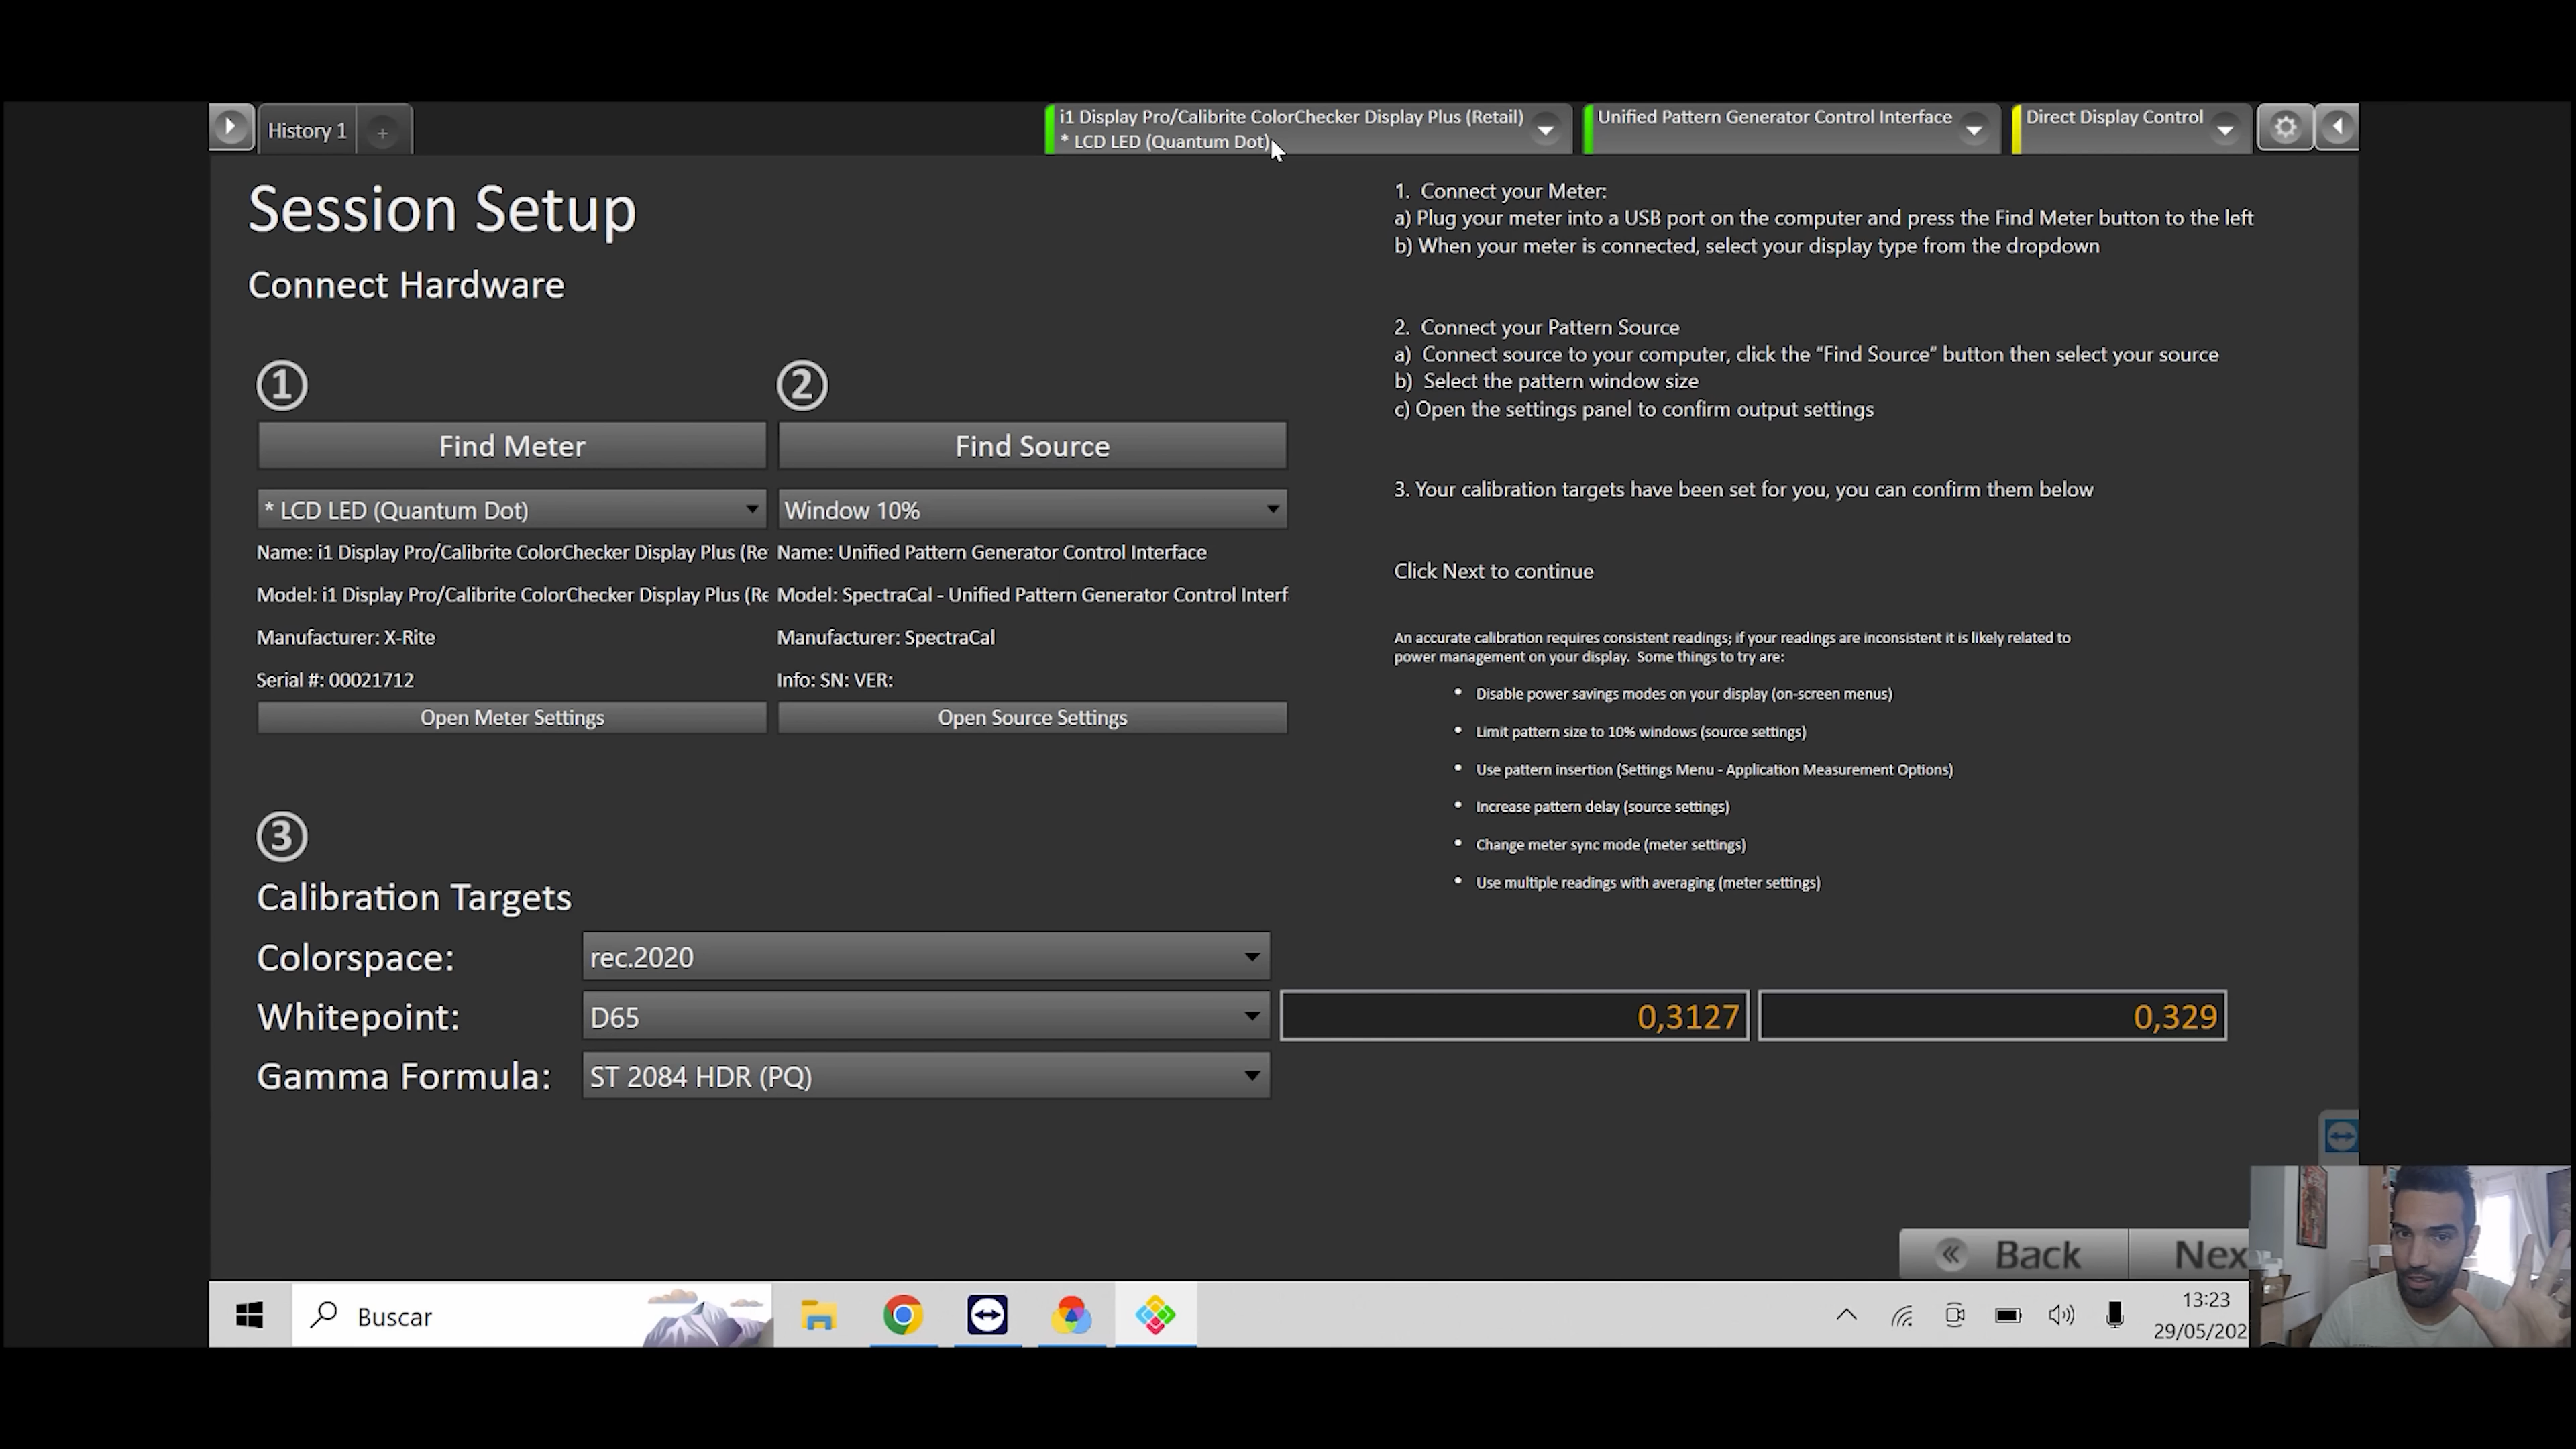 History 1
+
i1 Display Pro/Calibrite ColorChecker Display Plus (Retail)
* LCD LED (Quantum Dot)
Unified Pattern Generator Control Interface
Direct Display Control
Session Setup
Connect Hardware
1
2
Find Meter
Find Source
* LCD LED (Quantum Dot)
Window 10%
Name: i1 Display Pro/Calibrite ColorChecker Display Plus (Re
Name: Unified Pattern Generator Control Interface
Model: i1 Display Pro/Calibrite ColorChecker Display Plus (Re
Model: SpectraCal - Unified Pattern Generator Control Interf
Manufacturer: X-Rite
Manufacturer: SpectraCal
Serial #: 00021712
Info: SN: VER:
Open Meter Settings
Open Source Settings
3
Calibration Targets
Colorspace:
rec.2020
Whitepoint:
D65
0,3127
0,329
Gamma Formula:
ST 2084 HDR (PQ)
1. Connect your Meter:
a) Plug your meter into a USB port on the computer and press the Find Meter button to the left
b) When your meter is connected, select your display type from the dropdown
2. Connect your Pattern Source
a) Connect source to your computer, click the “Find Source” button then select your source
b) Select the pattern window size
c) Open the settings panel to confirm output settings
3. Your calibration targets have been set for you, you can confirm them below
Click Next to continue
An accurate calibration requires consistent readings; if your readings are inconsistent it is likely related to
power management on your display. Some things to try are:
• Disable power savings modes on your display (on-screen menus)
• Limit pattern size to 10% windows (source settings)
• Use pattern insertion (Settings Menu - Application Measurement Options)
• Increase pattern delay (source settings)
• Change meter sync mode (meter settings)
• Use multiple readings with averaging (meter settings)
Back
Nex
Buscar
13:23
29/05/202